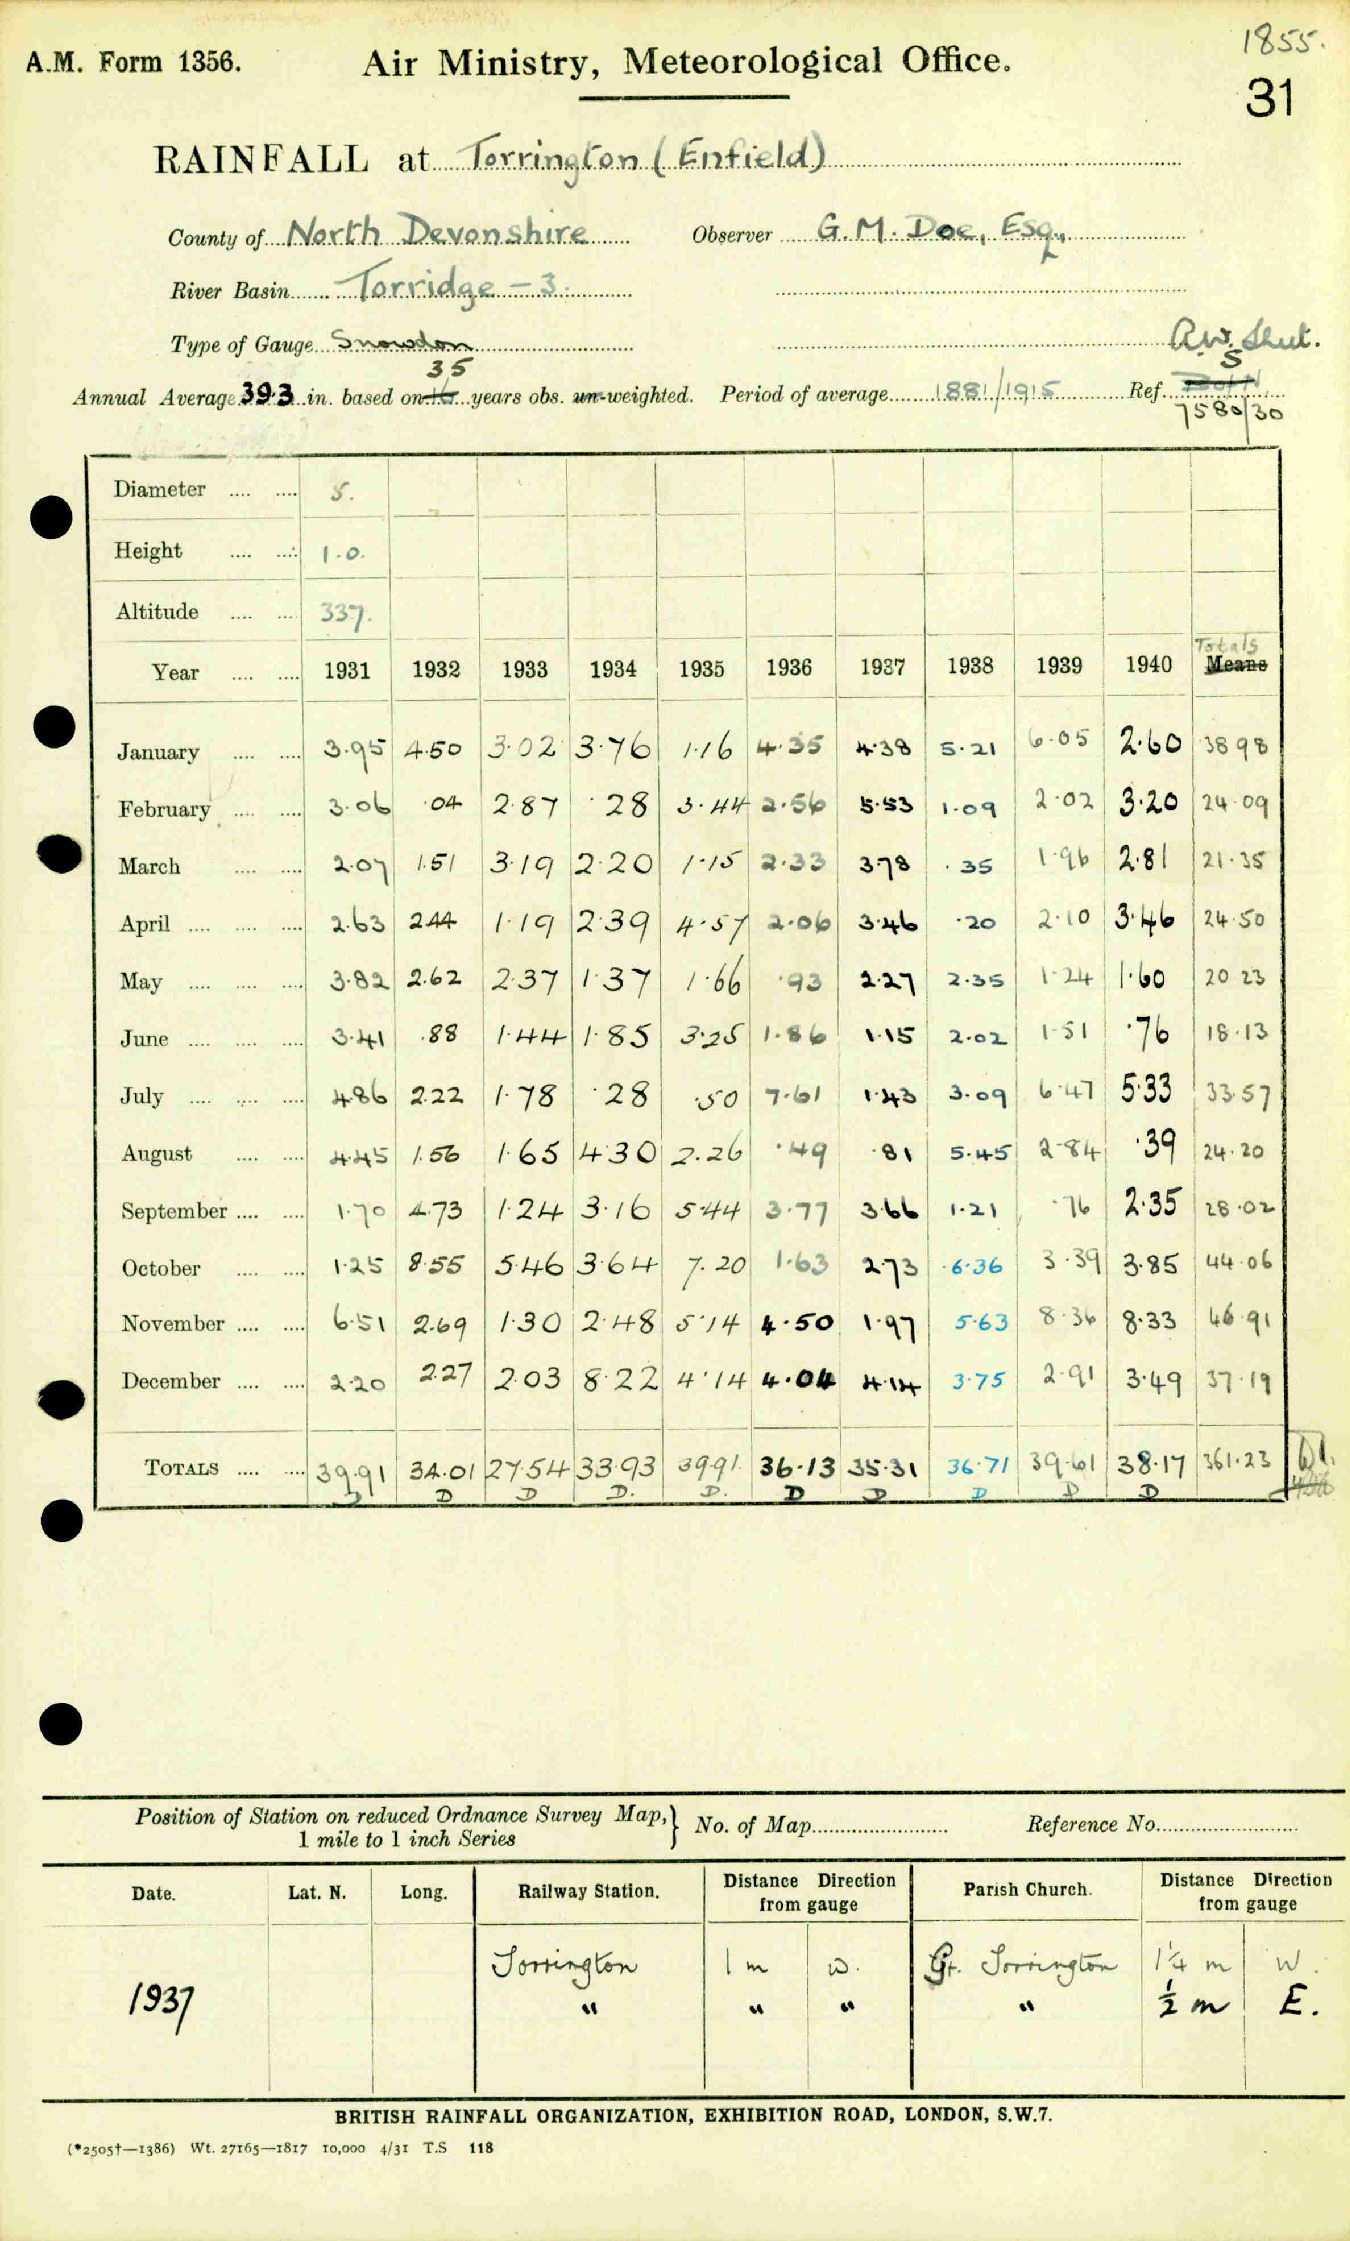 1855.
A.M. Form 1356. Air Ministry, Meteorological Office.
31
RAINFALL at Torrington (Enfield)
County of North Devonshire Observer G.M. Doe, Esq.,
River Basin Torridge - 3.
Type of Gauge Snowdon A.W. Shut.
35 S
Annual Average 39.3 in. based on 16 years obs. un-weighted. Period of average 1881/1915 Ref.
7580/30
Diameter .... .... 5.
Height .... .... 1.0.
Altitude .... .... 337.
Totals
Year .... .... 1931 1932 1933 1934 1935 1936 1937 1938 1939 1940 Means
January .... .... 3.95 4.50 3.02 3.76 1.16 4.35 4.38 5.21 6.05 2.60 38 98
February .... .... 3.06 .04 2.87 .28 3.44 2.56 5.53 1.09 2.02 3.20 24.09
March .... .... 2.07 1.51 3.19 2.20 1.15 2.33 3.78 .35 1.96 2.81 21.35
April .... .... .... 2.63 2.44 1.19 2.39 4.57 2.06 3.46 .20 2.10 3.46 24.50
May .... .... .... 3.82 2.62 2.37 1.37 1.66 .93 2.27 2.35 1.24 1.60 20 23
June .... .... .... 3.41 .88 1.44 1.85 3.25 1.86 1.15 2.02 1.51 .76 18.13
July .... .... .... 4.86 2.22 1.78 .28 .50 7.61 1.43 3.09 6.47 5.33 33.57
August .... .... 4.45 1.56 1.65 4.30 2.26 .49 .81 5.45 2.84 .39 24.20
September .... .... 1.70 4.73 1.24 3.16 5.44 3.77 3.66 1.21 .76 2.35 28.02
October .... .... 1.25 8.55 5.46 3.64 7.20 1.63 2.73 6.36 3.39 3.85 44.06
November .... .... 6.51 2.69 1.30 2.48 5.14 4.50 1.97 5.63 8.36 8.33 46.91
December .... .... 2.20 2.27 2.03 8.22 4.14 4.04 4.14 3.75 2.91 3.49 37.19
TOTALS .... .... 39.91 34.01 27.54 33.93 39.91 36.13 35.31 36.71 39.61 38.17 361.23
D D D D. D. D D D D D
Position of Station on reduced Ordnance Survey Map,} No. of Map Reference No.
1 mile to 1 inch Series
Date. Lat. N. Long. Railway Station. Distance Direction from gauge Parish Church. Distance Direction from gauge
Torrington 1 m W. Gt. Torrington 1¼ m W.
1937 " " " " ½ m E.
BRITISH RAINFALL ORGANIZATION, EXHIBITION ROAD, LONDON, S.W.7.
(*2505†—1386) Wt. 27165—1817 10,000 4/31 T.S 118